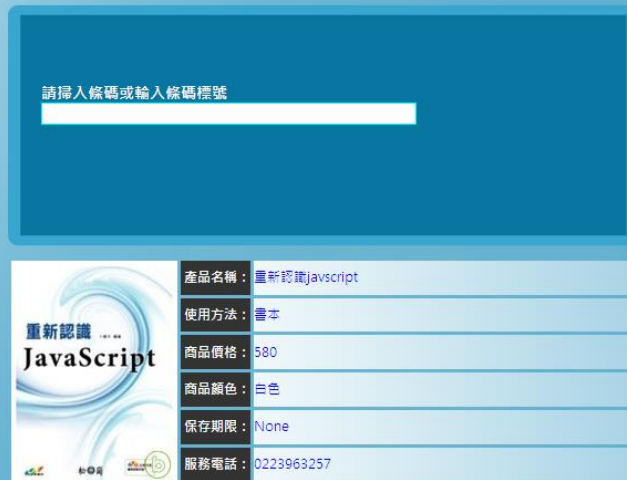 請掃入條碼或輸入條碼標號
重新認識
JavaScript
松崗
產品名稱： 重新認識javscript
使用方法： 書本
商品價格： 580
商品顏色： 白色
保存期限： None
服務電話： 0223963257